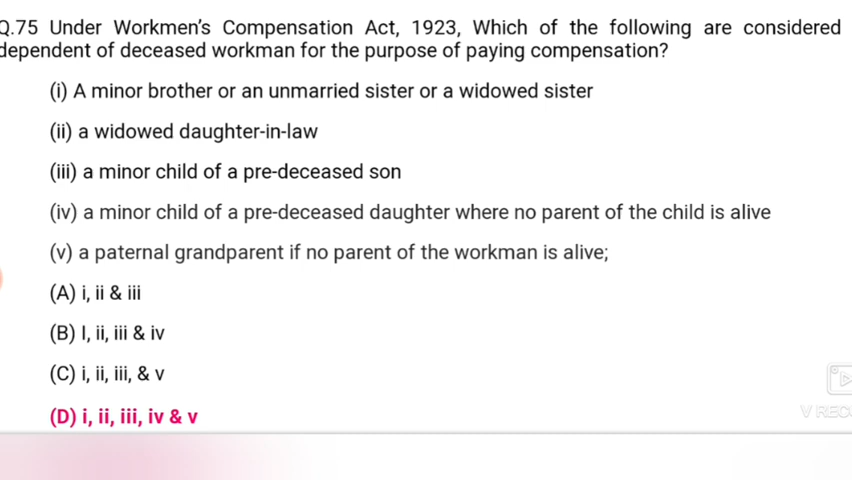 Q.75 Under Workmen's Compensation Act, 1923, Which of the following are considered
dependent of deceased workman for the purpose of paying compensation?
(i) A minor brother or an unmarried sister or a widowed sister
(ii) a widowed daughter-in-law
(iii) a minor child of a pre-deceased son
(iv) a minor child of a pre-deceased daughter where no parent of the child is alive
(v) a paternal grandparent if no parent of the workman is alive;
(A) i, ii & iii
(B) I, ii, iii & iv
(C) i, ii, iii, & v
(D) i, ii, iii, iv & v
V REC